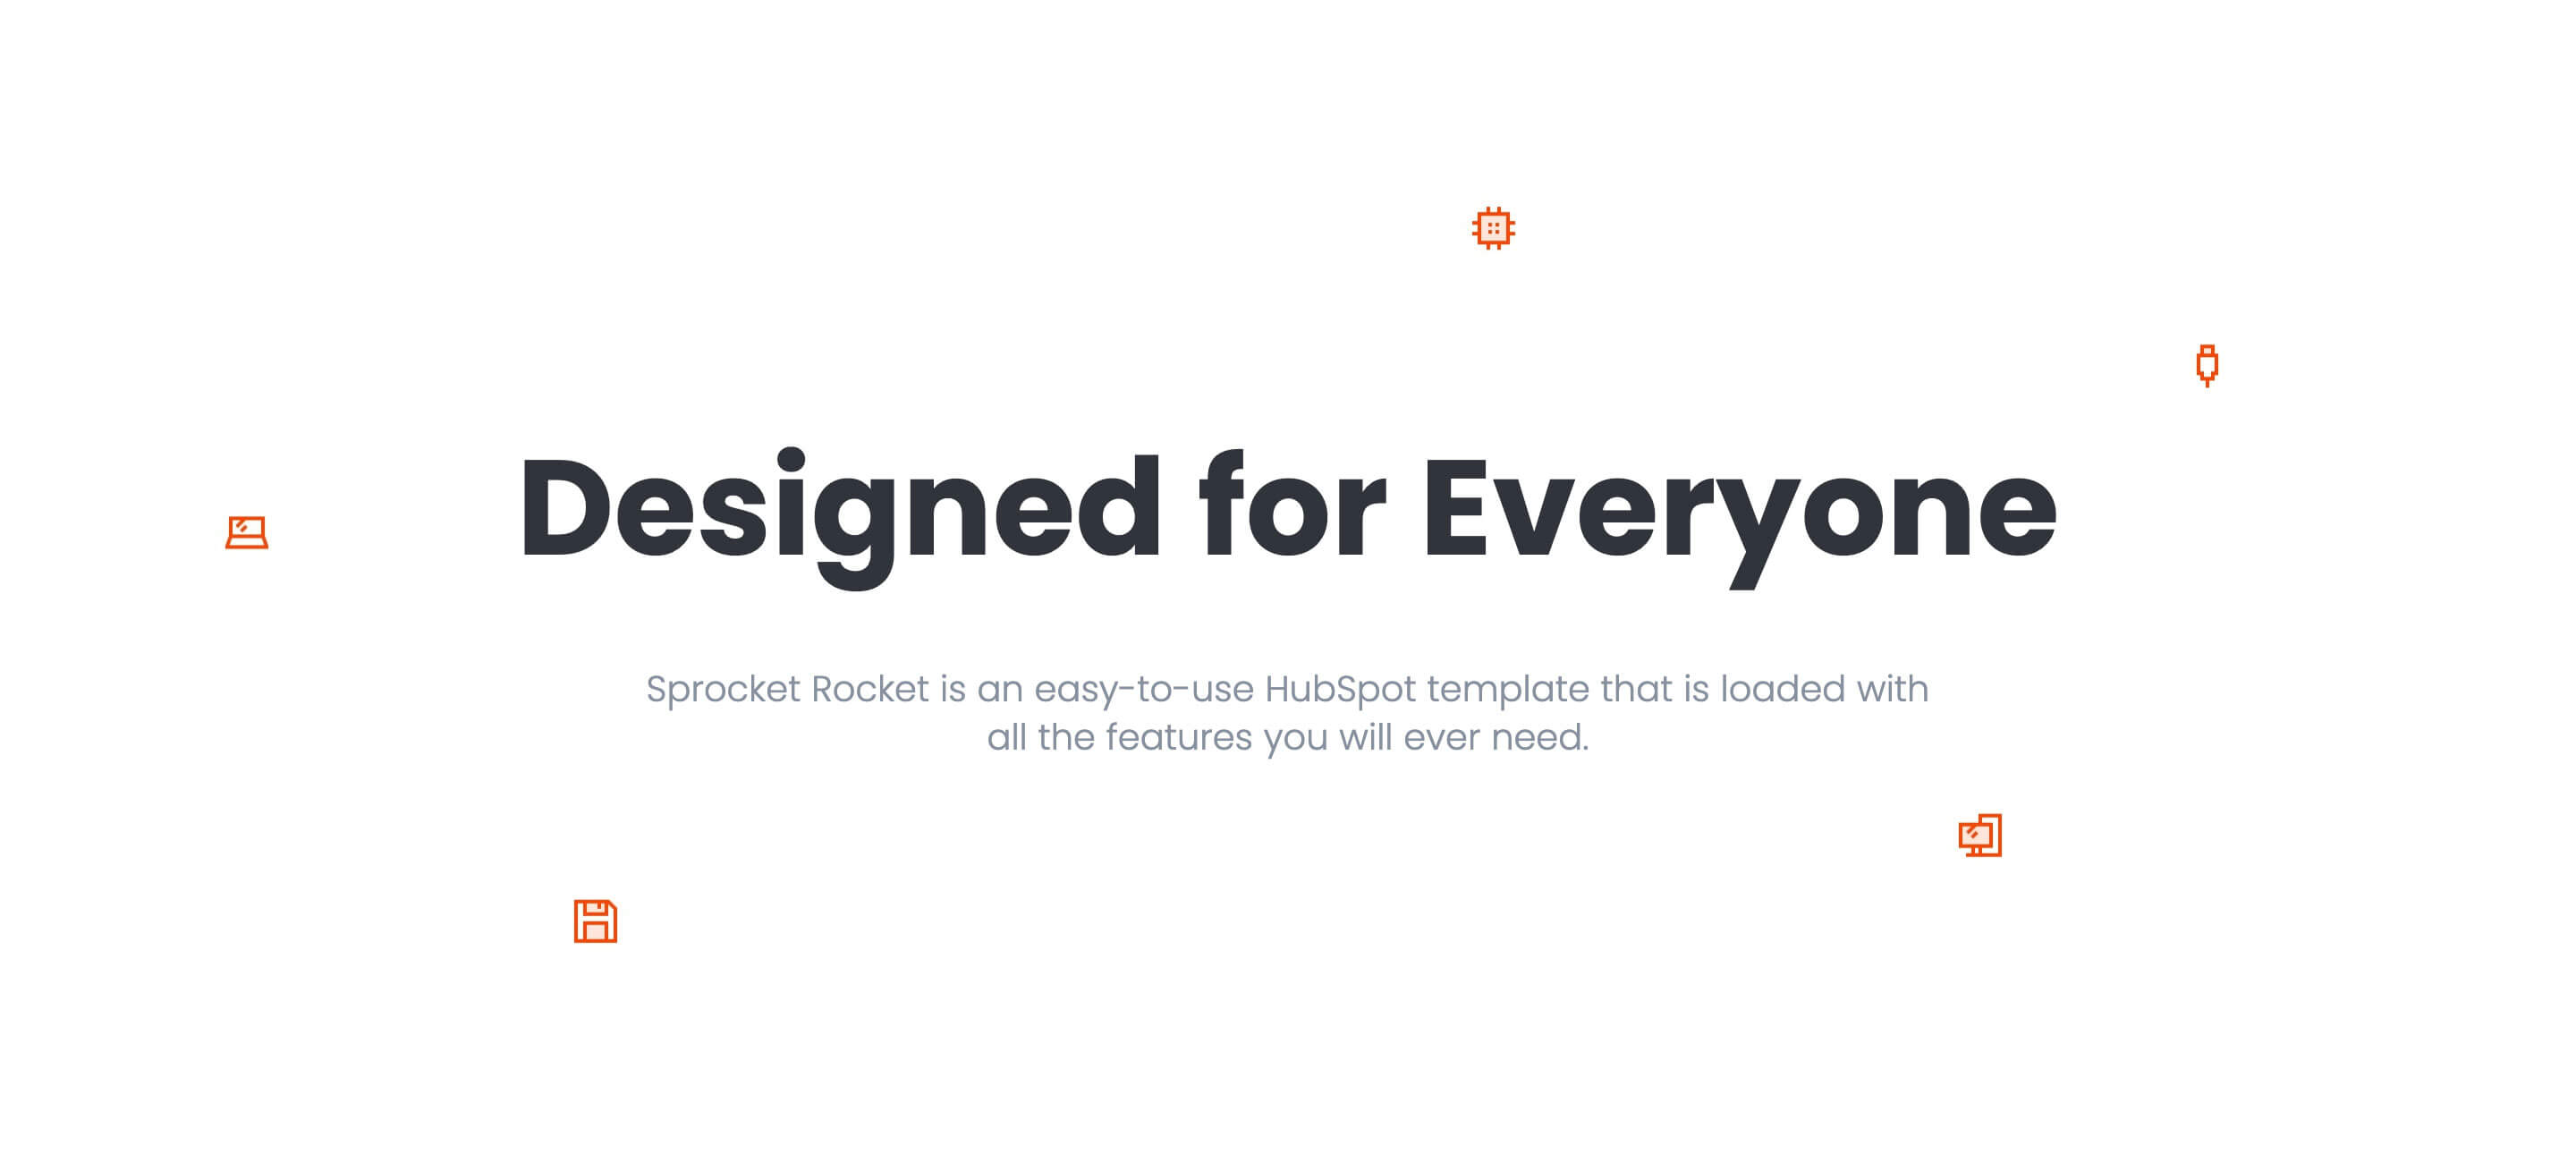 Designed for Everyone
Sprocket Rocket is an easy-to-use HubSpot template that is loaded with
all the features you will ever need.